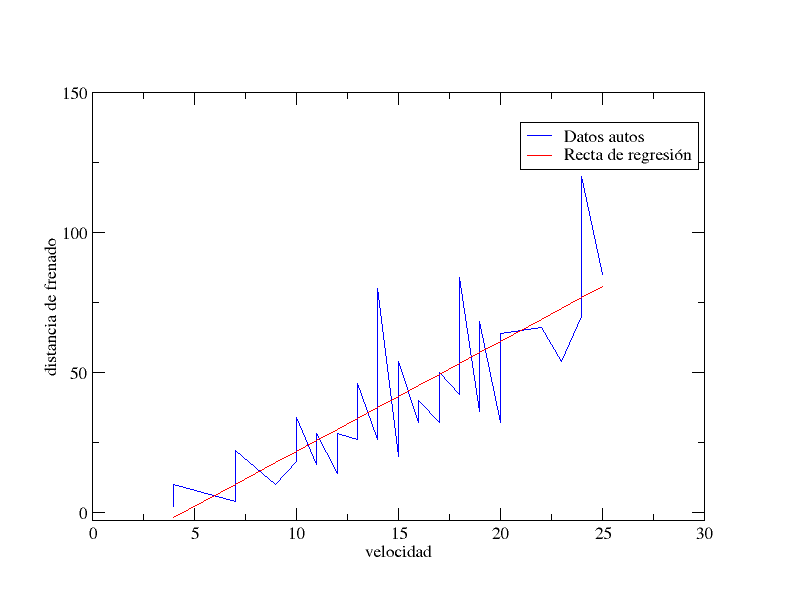 150
Datos autos
Recta de regresión
100
distancia de frenado
50
0
0 5 10 15 20 25 30
velocidad